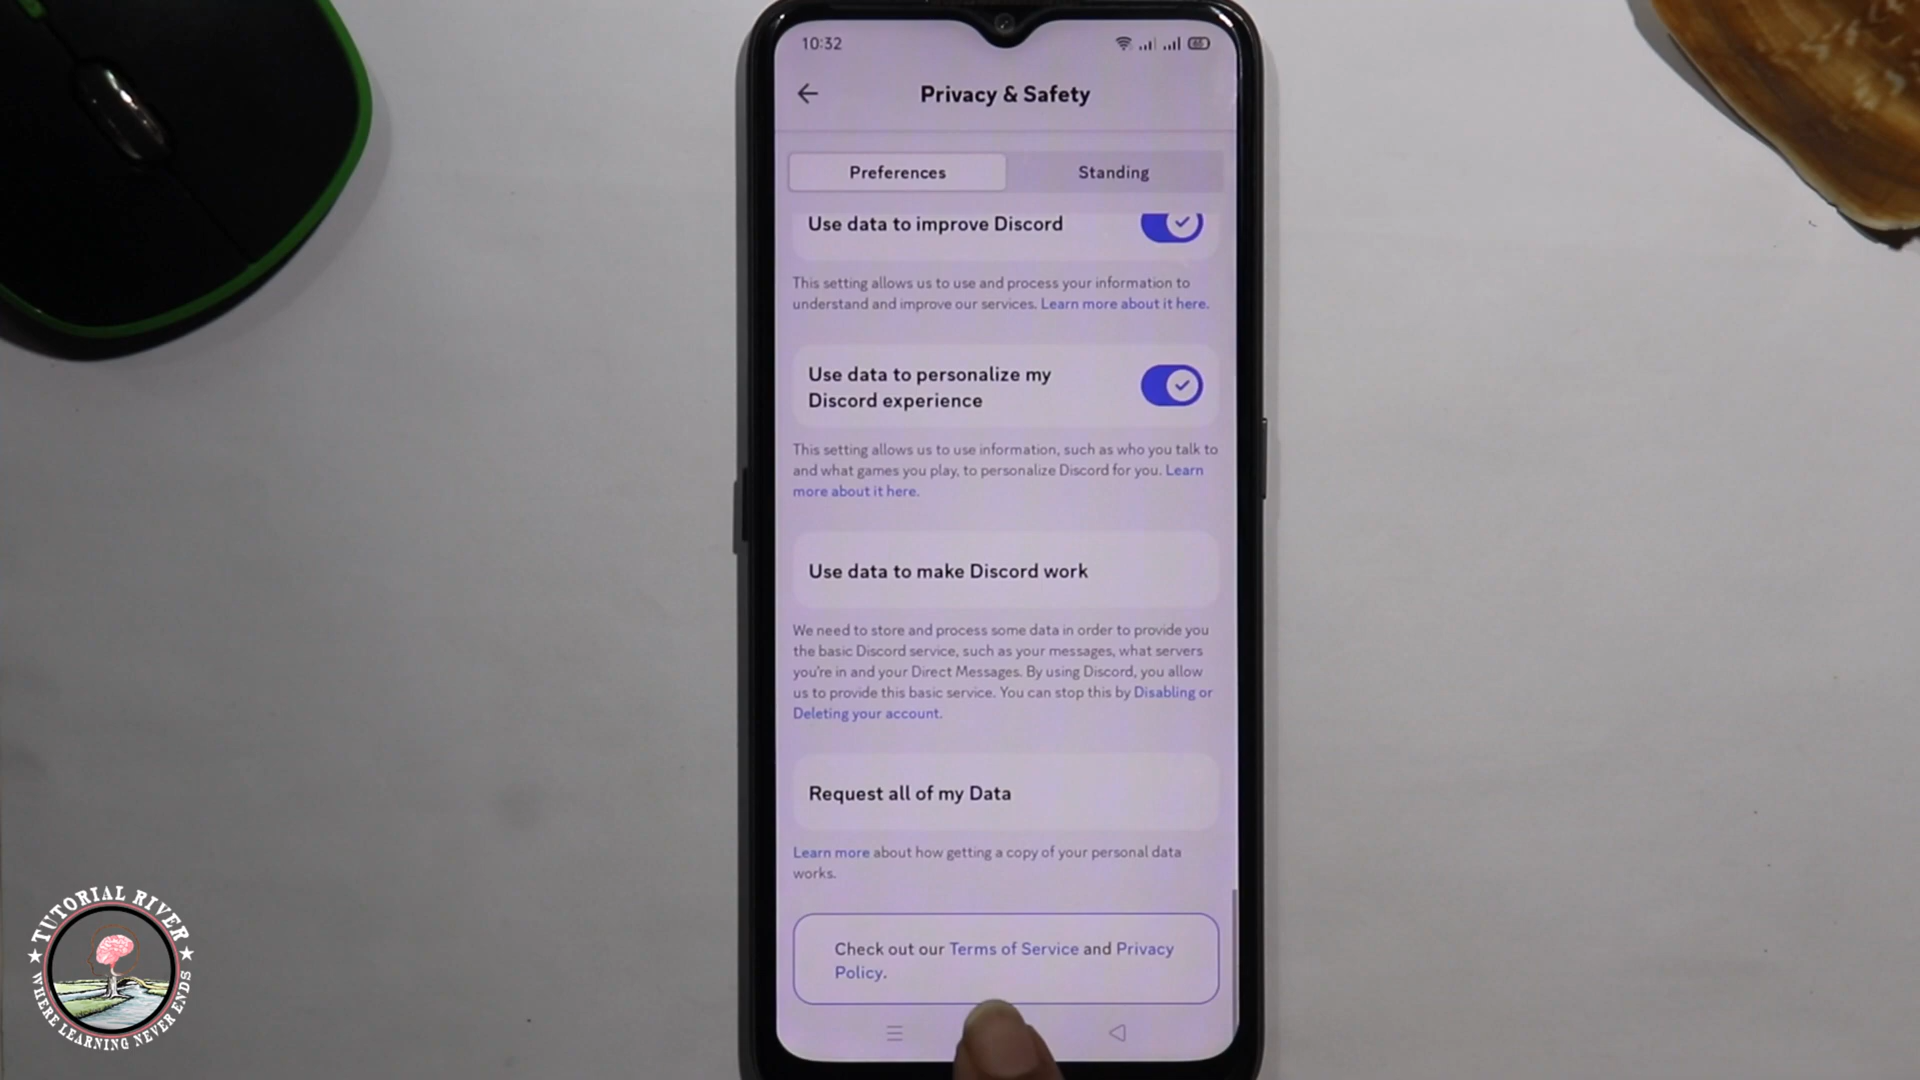 10:32
Privacy & Safety
Preferences
Standing
Use data to improve Discord
This setting allows us to use and process your information to
understand and improve our services. Learn more about it here.
Use data to personalize my
Discord experience
This setting allows us to use information, such as who you talk to
and what games you play, to personalize Discord for you. Learn
more about it here.
Use data to make Discord work
We need to store and process some data in order to provide you
the basic Discord service, such as your messages, what servers
you're in and your Direct Messages. By using Discord, you allow
us to provide this basic service. You can stop this by Disabling or
Deleting your account.
Request all of my Data
Learn more about how getting a copy of your personal data
works.
Check out our Terms of Service and Privacy
Policy.
TUTORIAL RIVER
WHERE LEARNING NEVER ENDS